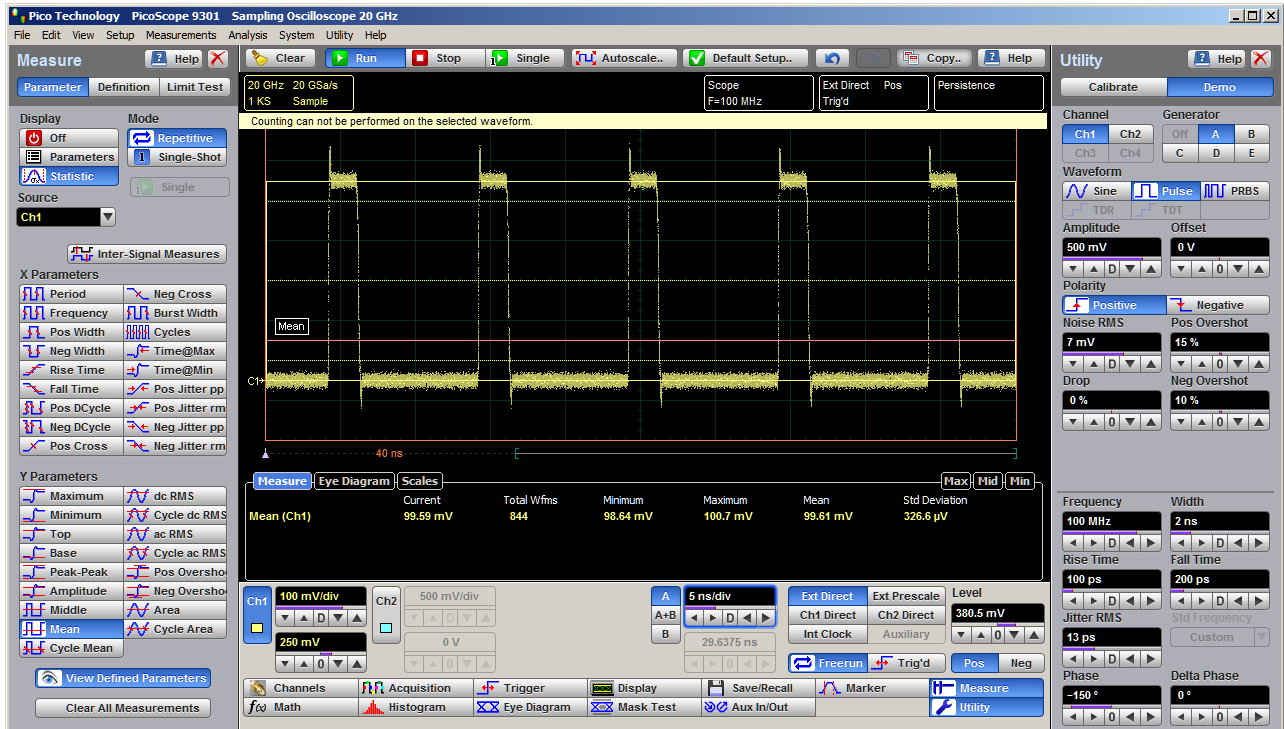 Pico Technology PicoScope 9301 Sampling Oscilloscope 20 GHz
File Edit View Setup Measurements Analysis System Utility Help
Measure
Help
Parameter Definition Limit Test
Display Mode
Off Repetitive
Parameters Single-Shot
Statistic
Single
Source
Ch1
Inter-Signal Measures
X Parameters
Period Neg Cross
Frequency Burst Width
Pos Width Cycles
Neg Width Time@Max
Rise Time Time@Min
Fall Time Pos Jitter pp
Pos DCycle Pos Jitter rm
Neg DCycle Neg Jitter pp
Pos Cross Neg Jitter rm
Y Parameters
Maximum dc RMS
Minimum Cycle dc RMS
Top ac RMS
Base Cycle ac RMS
Peak-Peak Pos Oversho
Amplitude Neg Oversho
Middle Area
Mean Cycle Area
Cycle Mean
View Defined Parameters
Clear All Measurements
Clear Run Stop Single Autoscale.. Default Setup.. Copy.. Help
20 GHz 20 GSa/s
1 KS Sample
Scope
F=100 MHz
Ext Direct Pos
Trig'd
Persistence
Counting can not be performed on the selected waveform.
Mean
C1
40 ns
Measure Eye Diagram Scales Max Mid Min
Current Total Wfms Minimum Maximum Mean Std Deviation
Mean (Ch1) 99.59 mV 844 98.64 mV 100.7 mV 99.61 mV 326.6 µV
Ch1
100 mV/div
D
250 mV
0
Ch2
500 mV/div
D
0 V
0
A
A+B
B
5 ns/div
D
29.6375 ns
0
Ext Direct Ext Prescale
Ch1 Direct Ch2 Direct
Int Clock Auxiliary
Freerun Trig'd
Level
380.5 mV
0
Pos Neg
Channels Acquisition Trigger Display Save/Recall Marker Measure
Math Histogram Eye Diagram Mask Test Aux In/Out Utility
Utility
Help
Calibrate Demo
Channel Generator
Ch1 Ch2 Off A B
Ch3 Ch4 C D E
Waveform
Sine Pulse PRBS
TDR TDT
Amplitude Offset
500 mV 0 V
D 0
Polarity
Positive Negative
Noise RMS Pos Overshot
7 mV 15 %
D 0
Drop Neg Overshot
0 % 10 %
0 0
Frequency Width
100 MHz 2 ns
D D
Rise Time Fall Time
100 ps 200 ps
D D
Jitter RMS Std Frequency
13 ps Custom
D
Phase Delta Phase
−150 ° 0 °
0 0